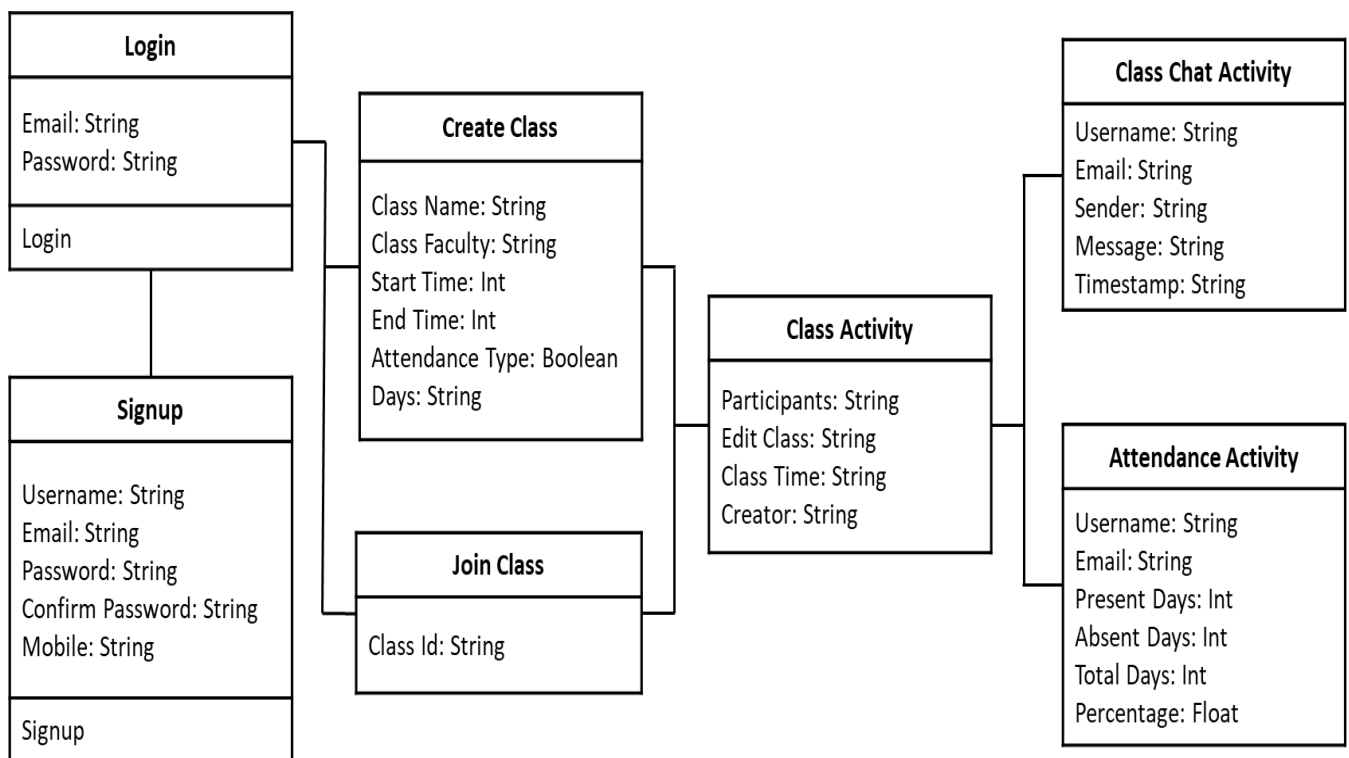 Login
Email: String
Password: String
Login
Signup
Username: String
Email: String
Password: String
Confirm Password: String
Mobile: String
Signup
Create Class
Class Name: String
Class Faculty: String
Start Time: Int
End Time: Int
Attendance Type: Boolean
Days: String
Join Class
Class Id: String
Class Activity
Participants: String
Edit Class: String
Class Time: String
Creator: String
Class Chat Activity
Username: String
Email: String
Sender: String
Message: String
Timestamp: String
Attendance Activity
Username: String
Email: String
Present Days: Int
Absent Days: Int
Total Days: Int
Percentage: Float